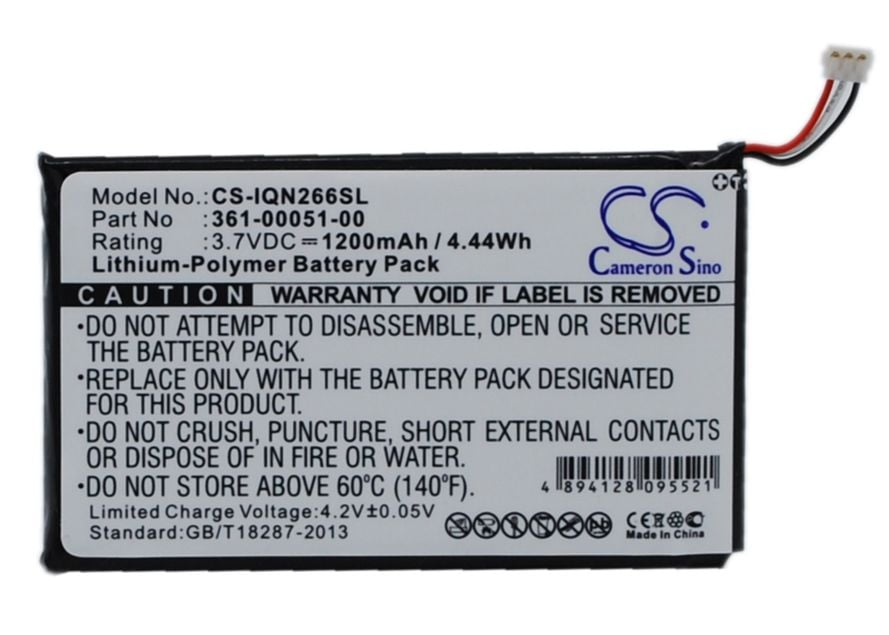 Model No.:CS-IQN266SL
Part No :361-00051-00
Rating :3.7VDC⎓1200mAh / 4.44Wh
Lithium-Polymer Battery Pack
CS
Cameron Sino
CAUTION WARRANTY VOID IF LABEL IS REMOVED
·DO NOT ATTEMPT TO DISASSEMBLE, OPEN OR SERVICE
THE BATTERY PACK.
·REPLACE ONLY WITH THE BATTERY PACK DESIGNATED
FOR THIS PRODUCT.
·DO NOT CRUSH, PUNCTURE, SHORT EXTERNAL CONTACTS
OR DISPOSE OF IN FIRE OR WATER.
·DO NOT STORE ABOVE 60°C (140°F).
4 894128 095521
Limited Charge Voltage:4.2V±0.05V
Standard:GB/T18287-2013
Pb
CE
Made In China